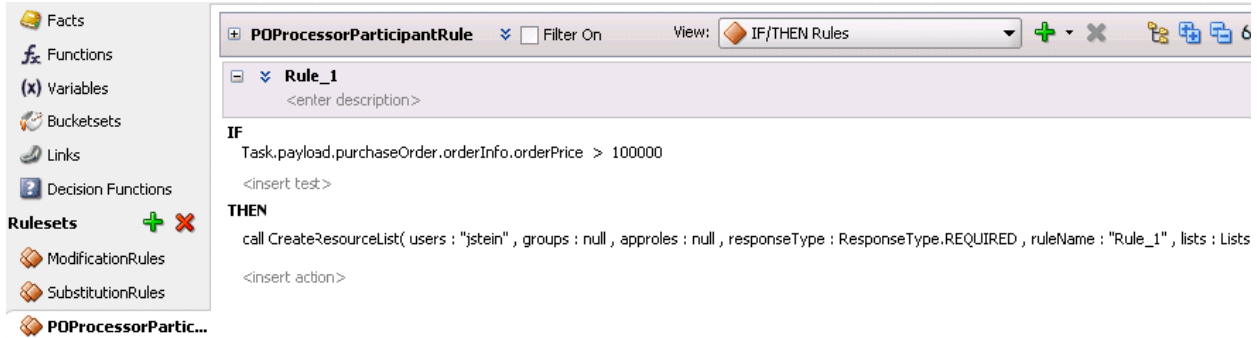 Facts
Functions
(x) Variables
Bucketsets
Links
Decision Functions
Rulesets
ModificationRules
SubstitutionRules
POProcessorPartic...
POProcessorParticipantRule Filter On View: IF/THEN Rules 6
Rule_1
<enter description>
IF
Task.payload.purchaseOrder.orderInfo.orderPrice > 100000
<insert test>
THEN
call CreateResourceList( users : "jstein" , groups : null , approles : null , responseType : ResponseType.REQUIRED , ruleName : "Rule_1" , lists : Lists
<insert action>